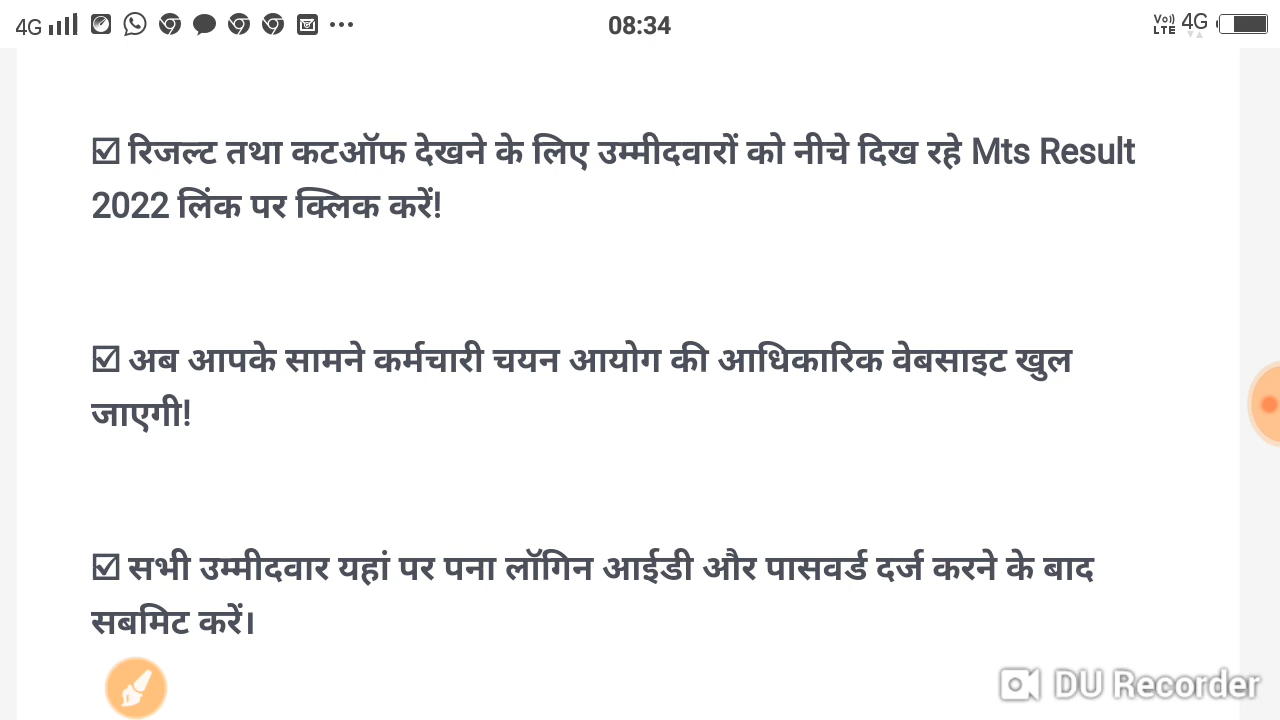 4G 08:34 Vo)) LTE 4G
☑ रिजल्ट तथा कटऑफ देखने के लिए उम्मीदवारों को नीचे दिख रहे Mts Result
2022 लिंक पर क्लिक करें!
☑ अब आपके सामने कर्मचारी चयन आयोग की आधिकारिक वेबसाइट खुल
जाएगी!
☑ सभी उम्मीदवार यहां पर पना लॉगिन आईडी और पासवर्ड दर्ज करने के बाद
सबमिट करें।
DU Recorder